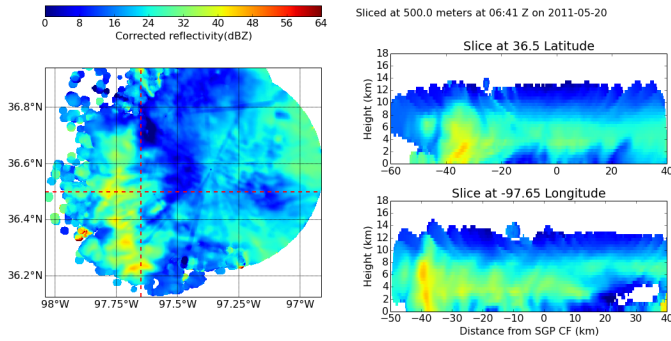 Sliced at 500.0 meters at 06:41 Z on 2011-05-20
0 8 16 24 32 40 48 56 64
Corrected reflectivity(dBZ)
36.8°N
36.6°N
36.4°N
36.2°N
98°W 97.75°W 97.5°W 97.25°W 97°W
Slice at 36.5 Latitude
Height (km)
18
16
14
12
10
8
6
4
2
0
−60 −40 −20 0 20 40
Slice at -97.65 Longitude
Height (km)
18
16
14
12
10
8
6
4
2
0
−50 −40 −30 −20 −10 0 10 20 30 40
Distance from SGP CF (km)